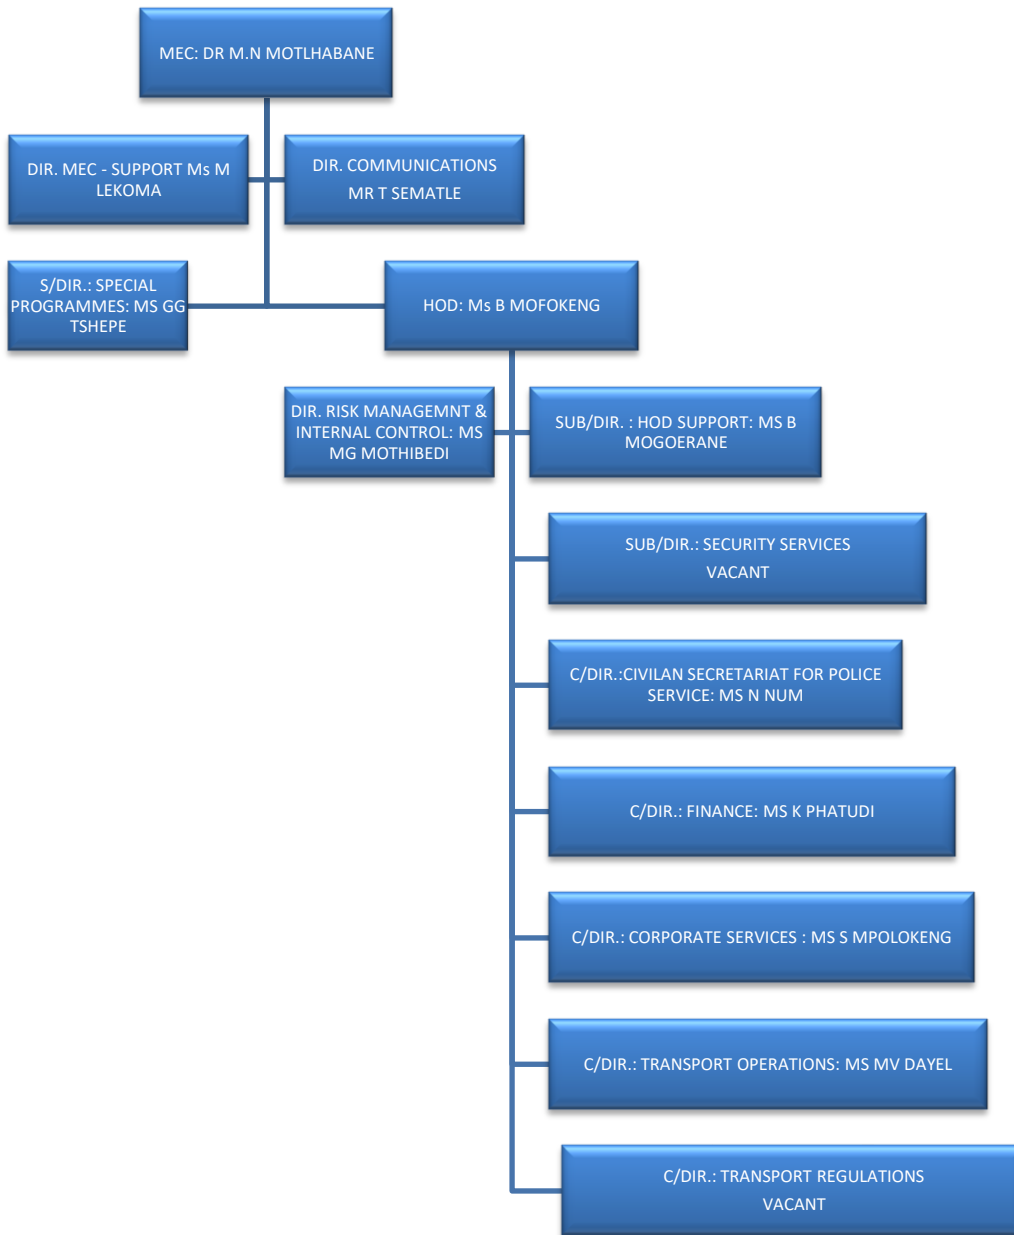 MEC: DR M.N MOTLHABANE
DIR. MEC - SUPPORT Ms M
LEKOMA
DIR. COMMUNICATIONS
MR T SEMATLE
S/DIR.: SPECIAL
PROGRAMMES: MS GG
TSHEPE
HOD: Ms B MOFOKENG
DIR. RISK MANAGEMNT &
INTERNAL CONTROL: MS
MG MOTHIBEDI
SUB/DIR. : HOD SUPPORT: MS B
MOGOERANE
SUB/DIR.: SECURITY SERVICES
VACANT
C/DIR.:CIVILAN SECRETARIAT FOR POLICE
SERVICE: MS N NUM
C/DIR.: FINANCE: MS K PHATUDI
C/DIR.: CORPORATE SERVICES : MS S MPOLOKENG
C/DIR.: TRANSPORT OPERATIONS: MS MV DAYEL
C/DIR.: TRANSPORT REGULATIONS
VACANT